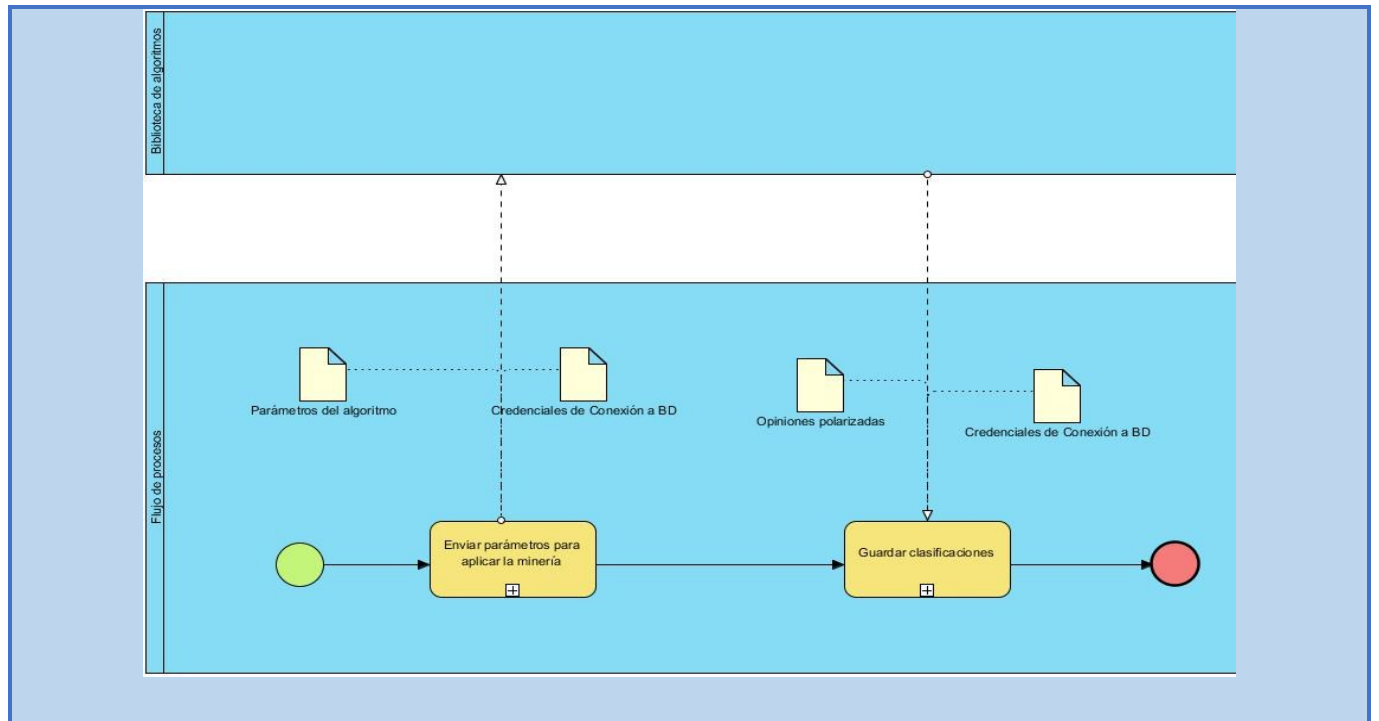 Biblioteca de algoritmos
Flujo de procesos
Parámetros del algoritmo
Credenciales de Conexión a BD
Opiniones polarizadas
Credenciales de Conexión a BD
Enviar parámetros para
aplicar la minería
Guardar clasificaciones